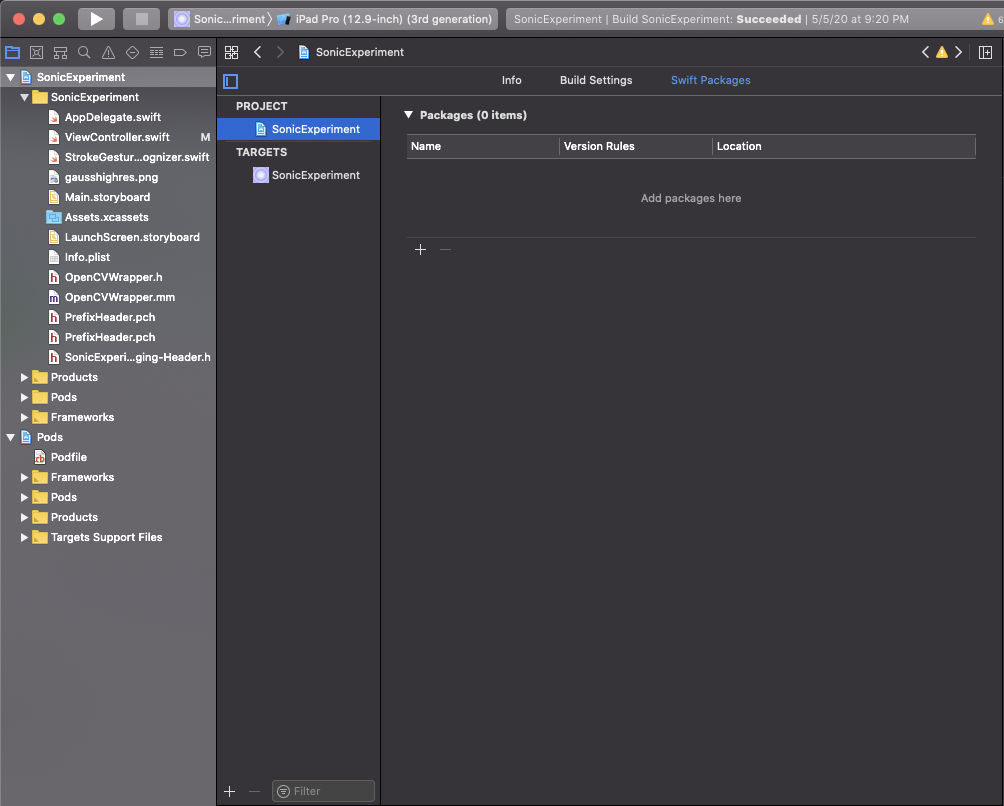 Sonic...riment
iPad Pro (12.9-inch) (3rd generation)
SonicExperiment | Build SonicExperiment: Succeeded | 5/5/20 at 9:20 PM
6
SonicExperiment
SonicExperiment
SonicExperiment
AppDelegate.swift
ViewController.swift M
StrokeGestur...ognizer.swift
gausshighres.png
Main.storyboard
Assets.xcassets
LaunchScreen.storyboard
Info.plist
h OpenCVWrapper.h
m OpenCVWrapper.mm
h PrefixHeader.pch
h PrefixHeader.pch
h SonicExperi...ging-Header.h
Products
Pods
Frameworks
Pods
rb Podfile
Frameworks
Pods
Products
Targets Support Files
Info Build Settings Swift Packages
PROJECT
SonicExperiment
TARGETS
SonicExperiment
Filter
Packages (0 items)
Name Version Rules Location
Add packages here